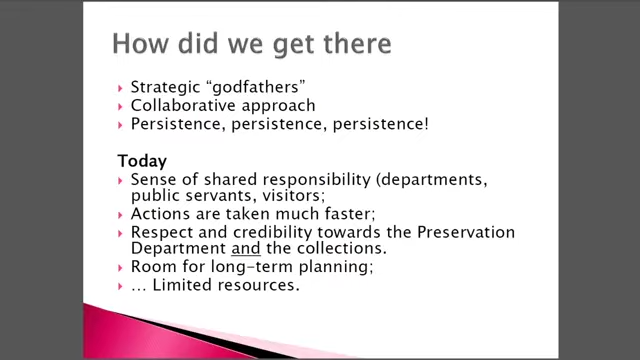 How did we get there
Strategic “godfathers”
Collaborative approach
Persistence, persistence, persistence!
Today
Sense of shared responsibility (departments,
public servants, visitors;
Actions are taken much faster;
Respect and credibility towards the Preservation
Department and the collections.
Room for long-term planning;
… Limited resources.